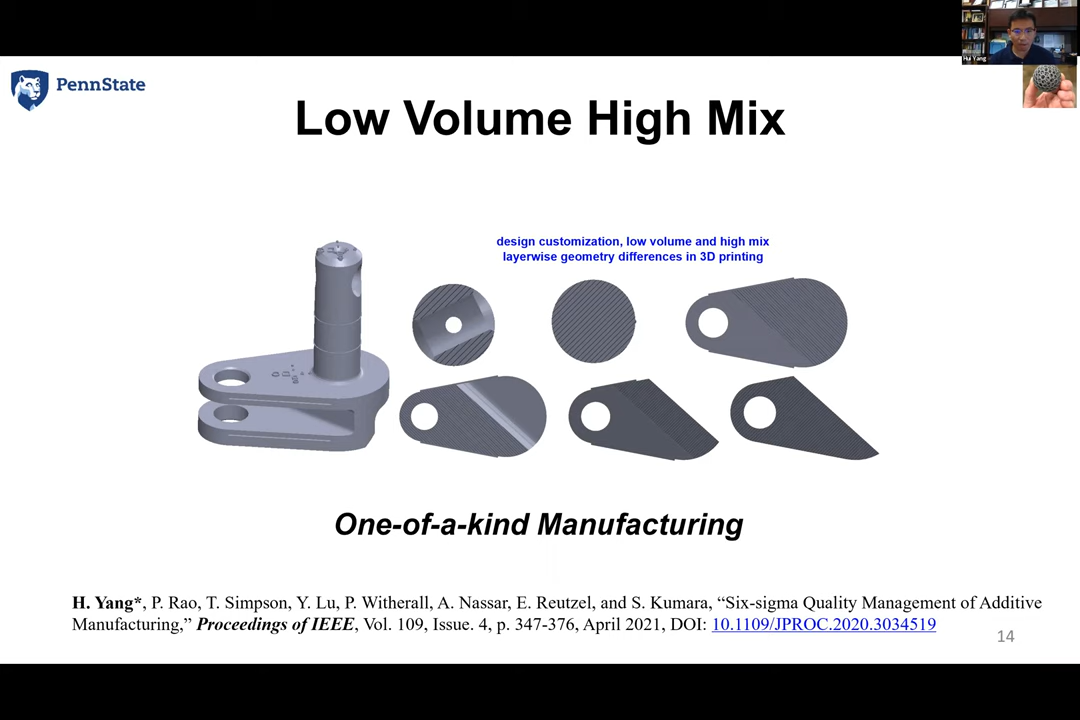 Hui Yang
PennState
Low Volume High Mix
design customization, low volume and high mix
layerwise geometry differences in 3D printing
One-of-a-kind Manufacturing
H. Yang*, P. Rao, T. Simpson, Y. Lu, P. Witherall, A. Nassar, E. Reutzel, and S. Kumara, “Six-sigma Quality Management of Additive
Manufacturing,” Proceedings of IEEE, Vol. 109, Issue. 4, p. 347-376, April 2021, DOI: 10.1109/JPROC.2020.3034519
14